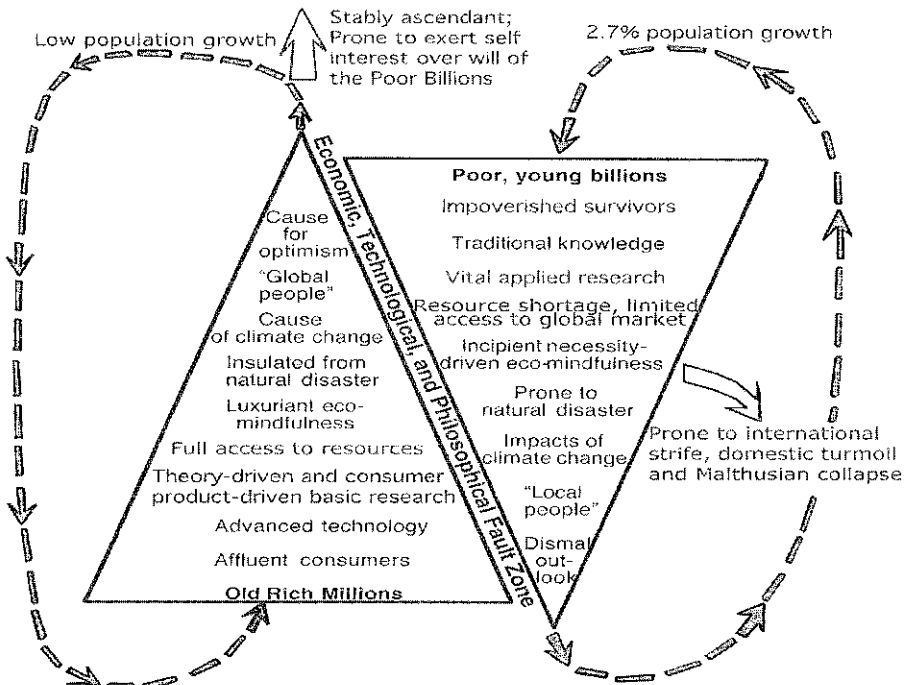 Low population growth
Stably ascendant;
Prone to exert self
interest over will of
the Poor Billions
2.7% population growth
Economic, Technological, and Philosophical Fault Zone
Cause
for
optimism
"Global
people"
Cause
of climate change
Insulated from
natural disaster
Luxuriant eco-
mindfulness
Full access to resources
Theory-driven and consumer
product-driven basic research
Advanced technology
Affluent consumers
Old Rich Millions
Poor, young billions
Impoverished survivors
Traditional knowledge
Vital applied research
Resource shortage, limited
access to global market
Incipient necessity-
driven eco-mindfulness
Prone to
natural disaster
Impacts of
climate change
"Local
people"
Dismal
out-
look
Prone to international
strife, domestic turmoil
and Malthusian collapse